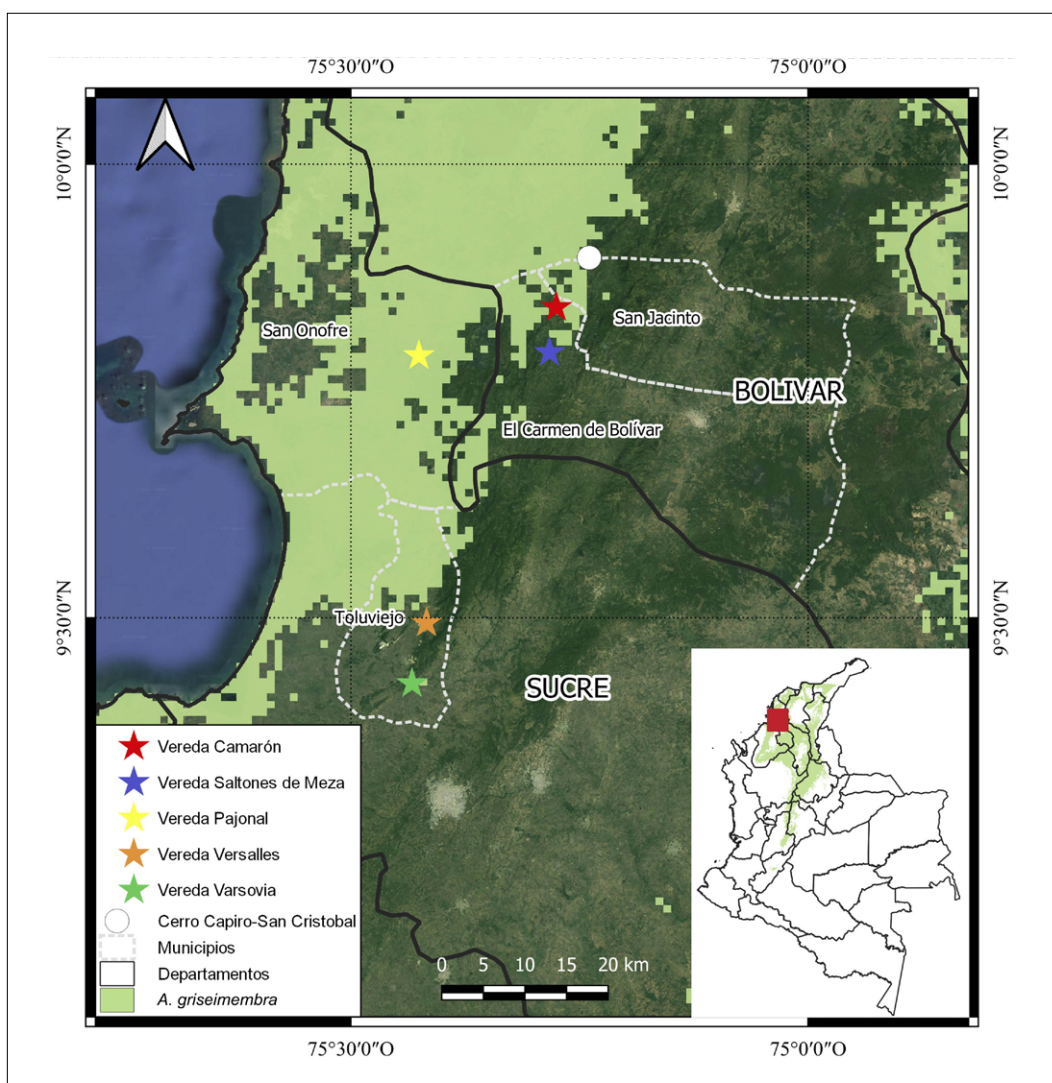 75°30'0"O
75°0'0"O
10°0'0"N
10°0'0"N
San Onofre
San Jacinto
BOLIVAR
El Carmen de Bolívar
9°30'0"N
9°30'0"N
Toluviejo
SUCRE
Vereda Camarón
Vereda Saltones de Meza
Vereda Pajonal
Vereda Versalles
Vereda Varsovia
Cerro Capiro-San Cristobal
Municipios
Departamentos
A. griseimembra
0 5 10 15 20 km
75°30'0"O
75°0'0"O